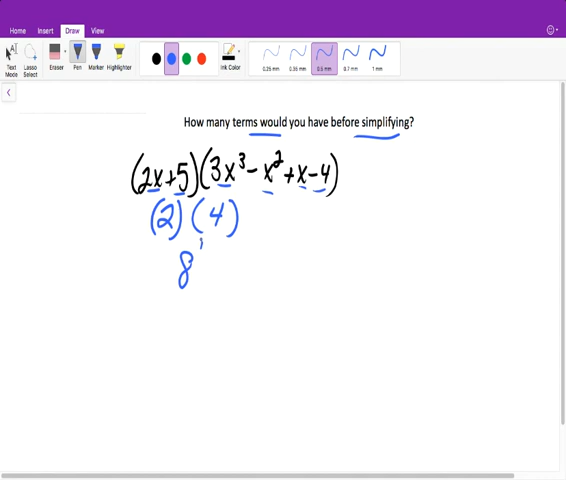 Home Insert Draw View
Text Mode Lasso Select Eraser Pen Marker Highlighter Ink Color 0.25 mm 0.35 mm 0.5 mm 0.7 mm 1 mm
How many terms would you have before simplifying?
(2x+5)(3x³-x²+x-4)
(2)(4)
8